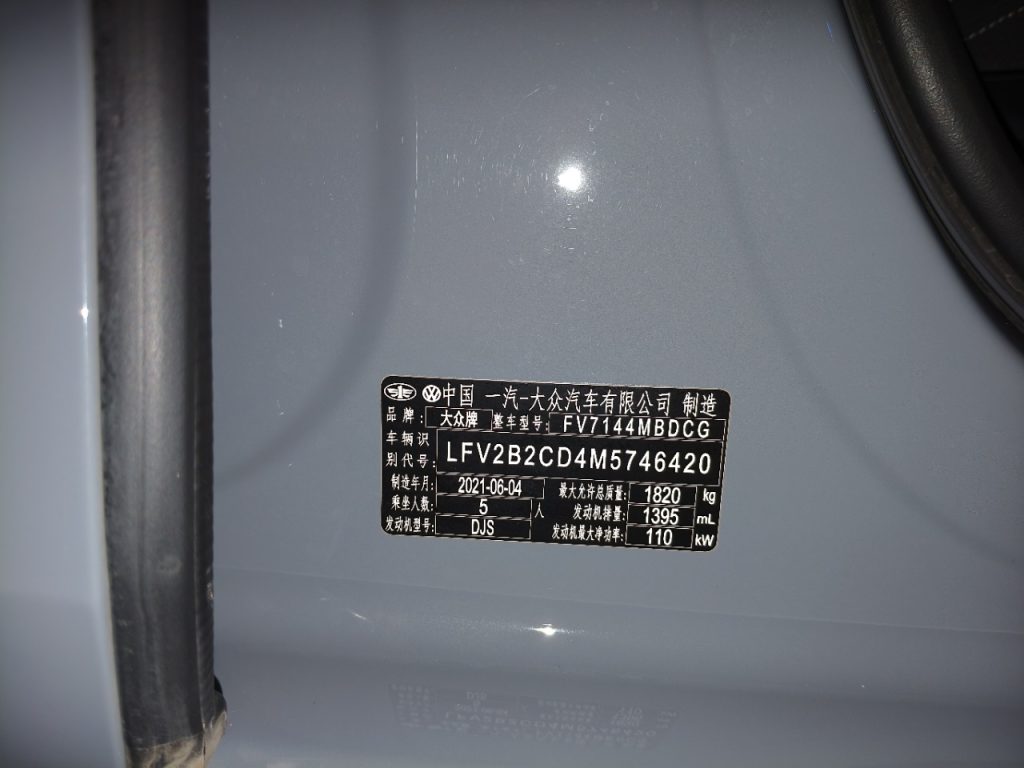 中国 一汽-大众汽车有限公司 制造
品牌: 大众牌 整车型号: FV7144MBDCG
车辆识别代号: LFV2B2CD4M5746420
制造年月: 2021-06-04 最大允许总质量: 1820 kg
乘坐人数: 5 人 发动机排量: 1395 mL
发动机型号: DJS 发动机最大净功率: 110 kW